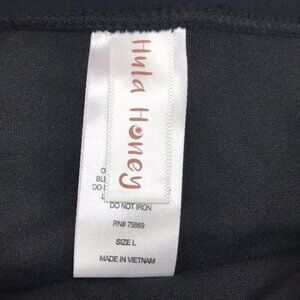 Hula Honey
DO NOT IRON
RN# 75869
SIZE L
MADE IN VIETNAM